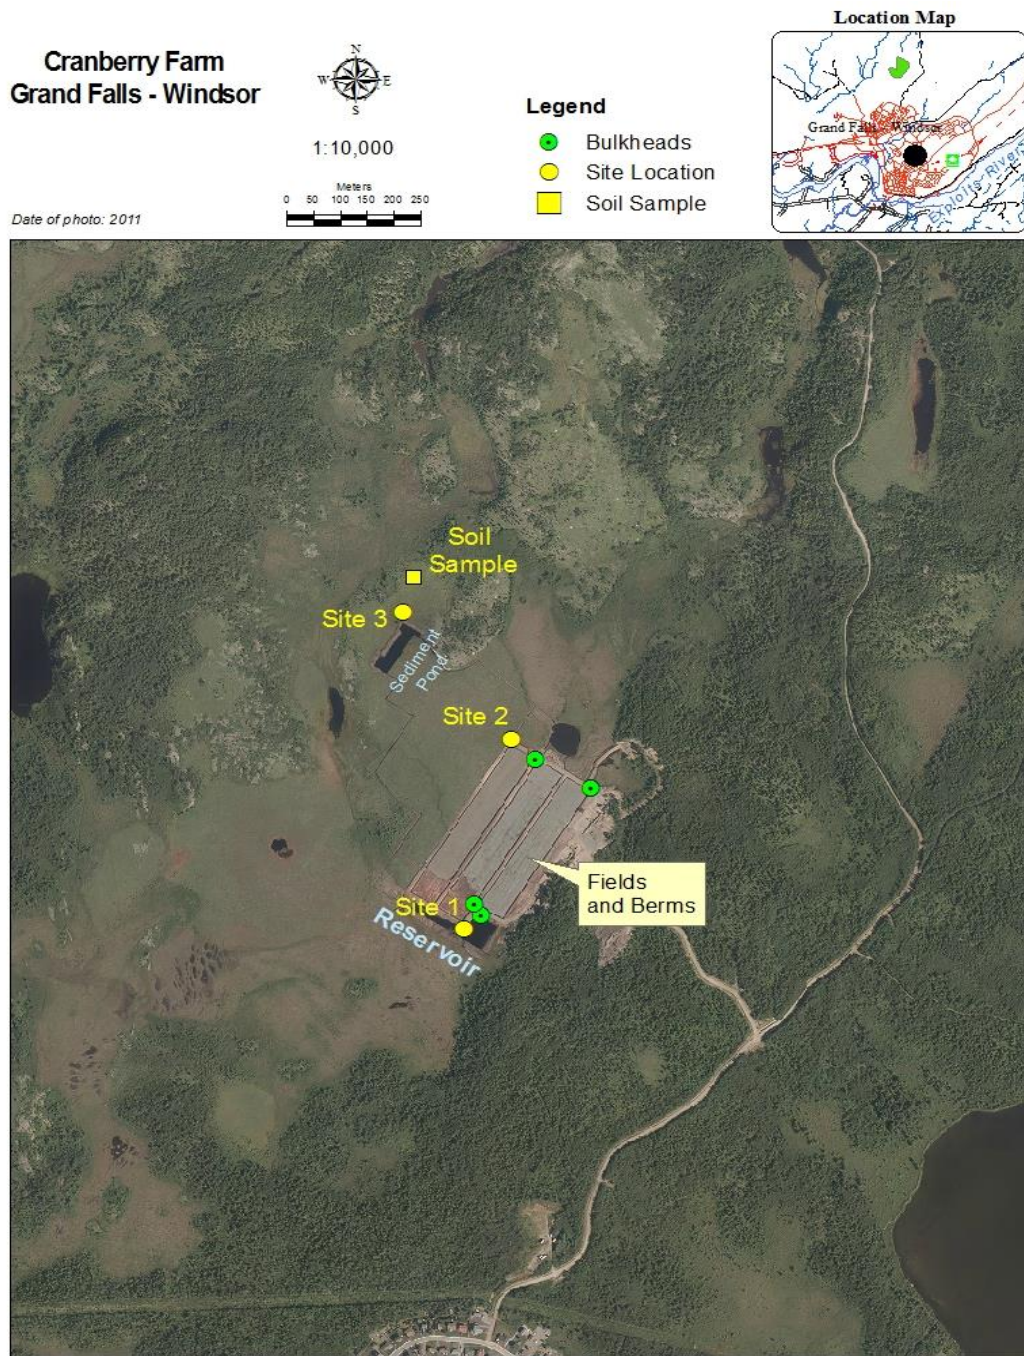 Location Map
Cranberry Farm
Grand Falls - Windsor
N
W E
S
1:10,000
Meters
0 50 100 150 200 250
Date of photo: 2011
Legend
Bulkheads
Site Location
Soil Sample
Grand Falls Windsor
Exploits River
Soil
Sample
Site 3
Sediment
Pond
Site 2
Fields
and Berms
Site 1
Reservoir